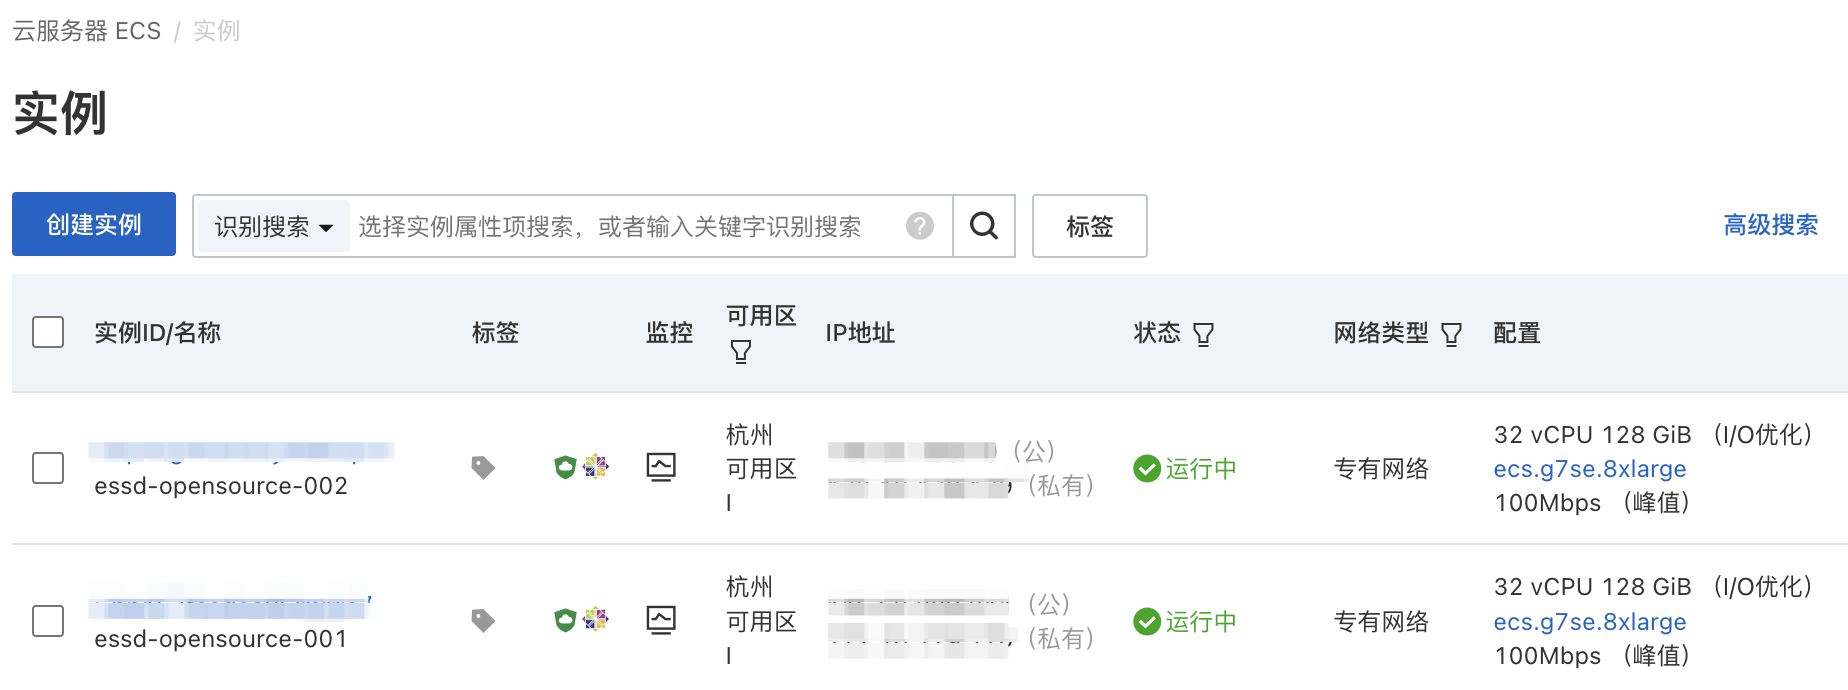 云服务器 ECS / 实例
实例
创建实例
识别搜索
选择实例属性项搜索，或者输入关键字识别搜索
?
标签
高级搜索
实例ID/名称
标签
监控
可用区
IP地址
状态
网络类型
配置
essd-opensource-002
杭州
可用区
I
（公）
（私有）
运行中
专有网络
32 vCPU 128 GiB （I/O优化）
ecs.g7se.8xlarge
100Mbps （峰值）
essd-opensource-001
杭州
可用区
I
（公）
（私有）
运行中
专有网络
32 vCPU 128 GiB （I/O优化）
ecs.g7se.8xlarge
100Mbps （峰值）